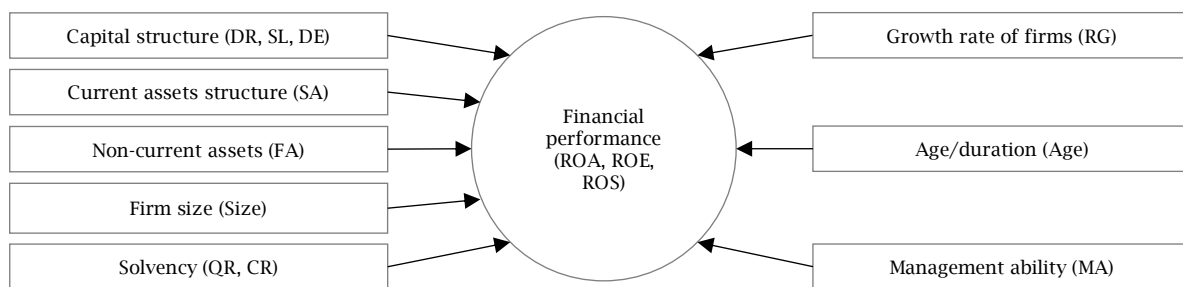 Capital structure (DR, SL, DE)
Current assets structure (SA)
Non-current assets (FA)
Firm size (Size)
Solvency (QR, CR)
Financial
performance
(ROA, ROE,
ROS)
Growth rate of firms (RG)
Age/duration (Age)
Management ability (MA)